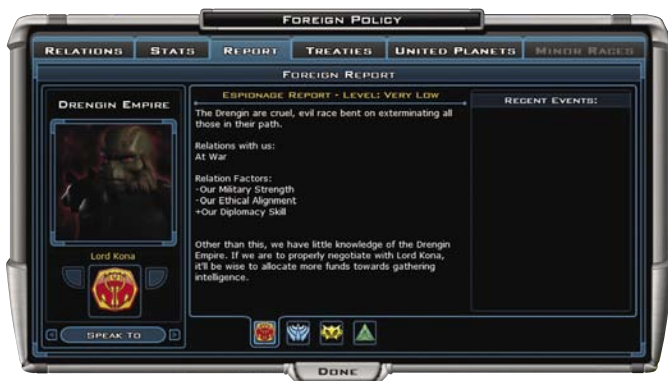 FOREIGN POLICY
RELATIONS STATS REPORT TREATIES UNITED PLANETS MINOR RACES
FOREIGN REPORT
DRENGIN EMPIRE
ESPIONAGE REPORT - LEVEL: VERY LOW
RECENT EVENTS:
The Drengin are cruel, evil race bent on exterminating all
those in their path.
Relations with us:
At War
Relation Factors:
-Our Military Strength
-Our Ethical Alignment
+Our Diplomacy Skill
Other than this, we have little knowledge of the Drengin
Empire. If we are to properly negotiate with Lord Kona,
it'll be wise to allocate more funds towards gathering
intelligence.
Lord Kona
SPEAK TO
DONE